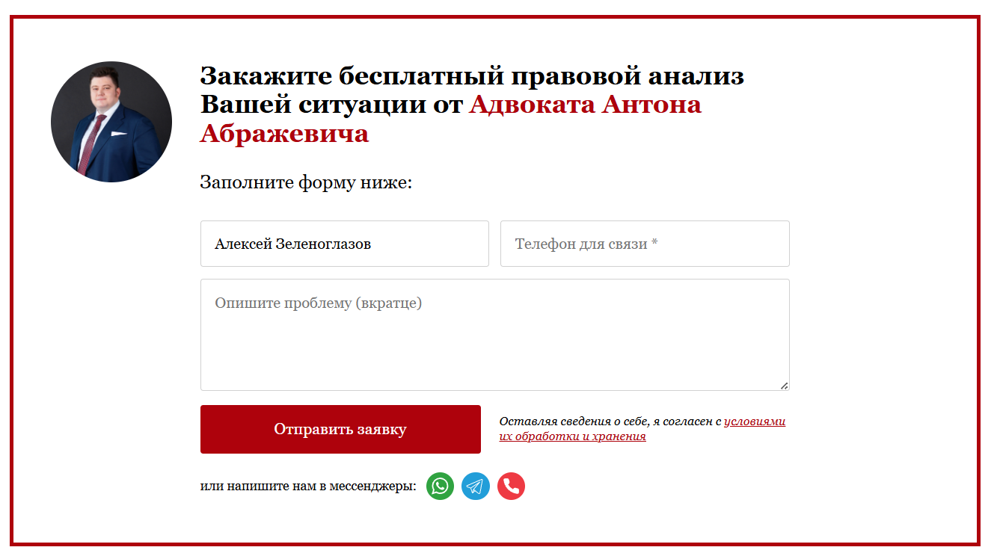 Закажите бесплатный правовой анализ
Вашей ситуации от Адвоката Антона
Абражевича
Заполните форму ниже:
Алексей Зеленоглазов
Телефон для связи *
Опишите проблему (вкратце)
Отправить заявку
Оставляя сведения о себе, я согласен с условиями
их обработки и хранения
или напишите нам в мессенджеры: